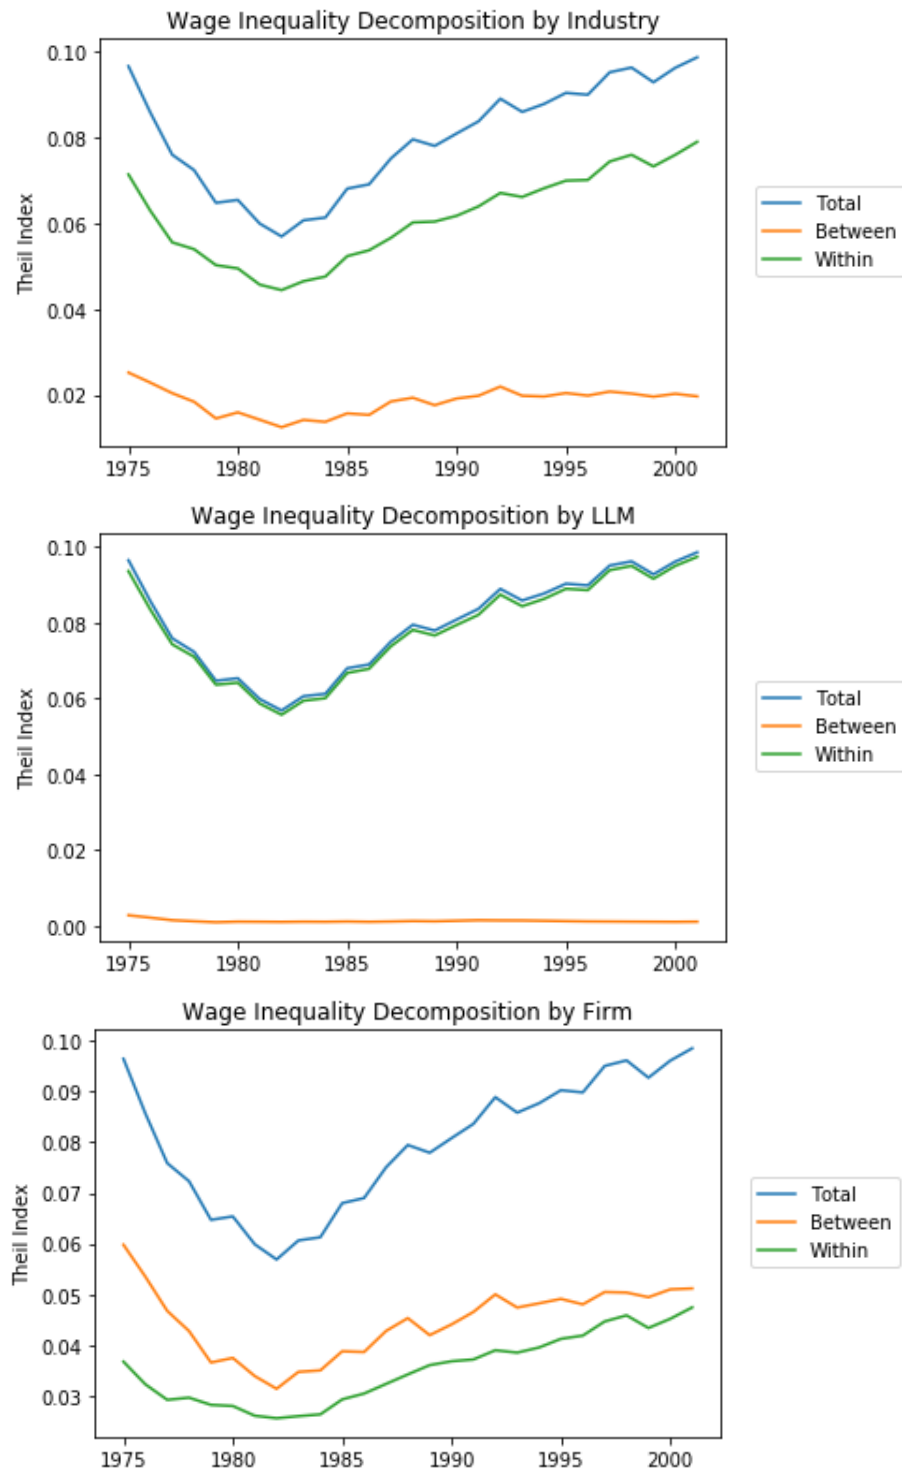 Wage Inequality Decomposition by Industry
0.10
0.08
0.06
0.04
0.02
Theil Index
1975 1980 1985 1990 1995 2000
Total
Between
Within
Wage Inequality Decomposition by LLM
0.10
0.08
0.06
0.04
0.02
0.00
Theil Index
1975 1980 1985 1990 1995 2000
Total
Between
Within
Wage Inequality Decomposition by Firm
0.10
0.09
0.08
0.07
0.06
0.05
0.04
0.03
Theil Index
1975 1980 1985 1990 1995 2000
Total
Between
Within